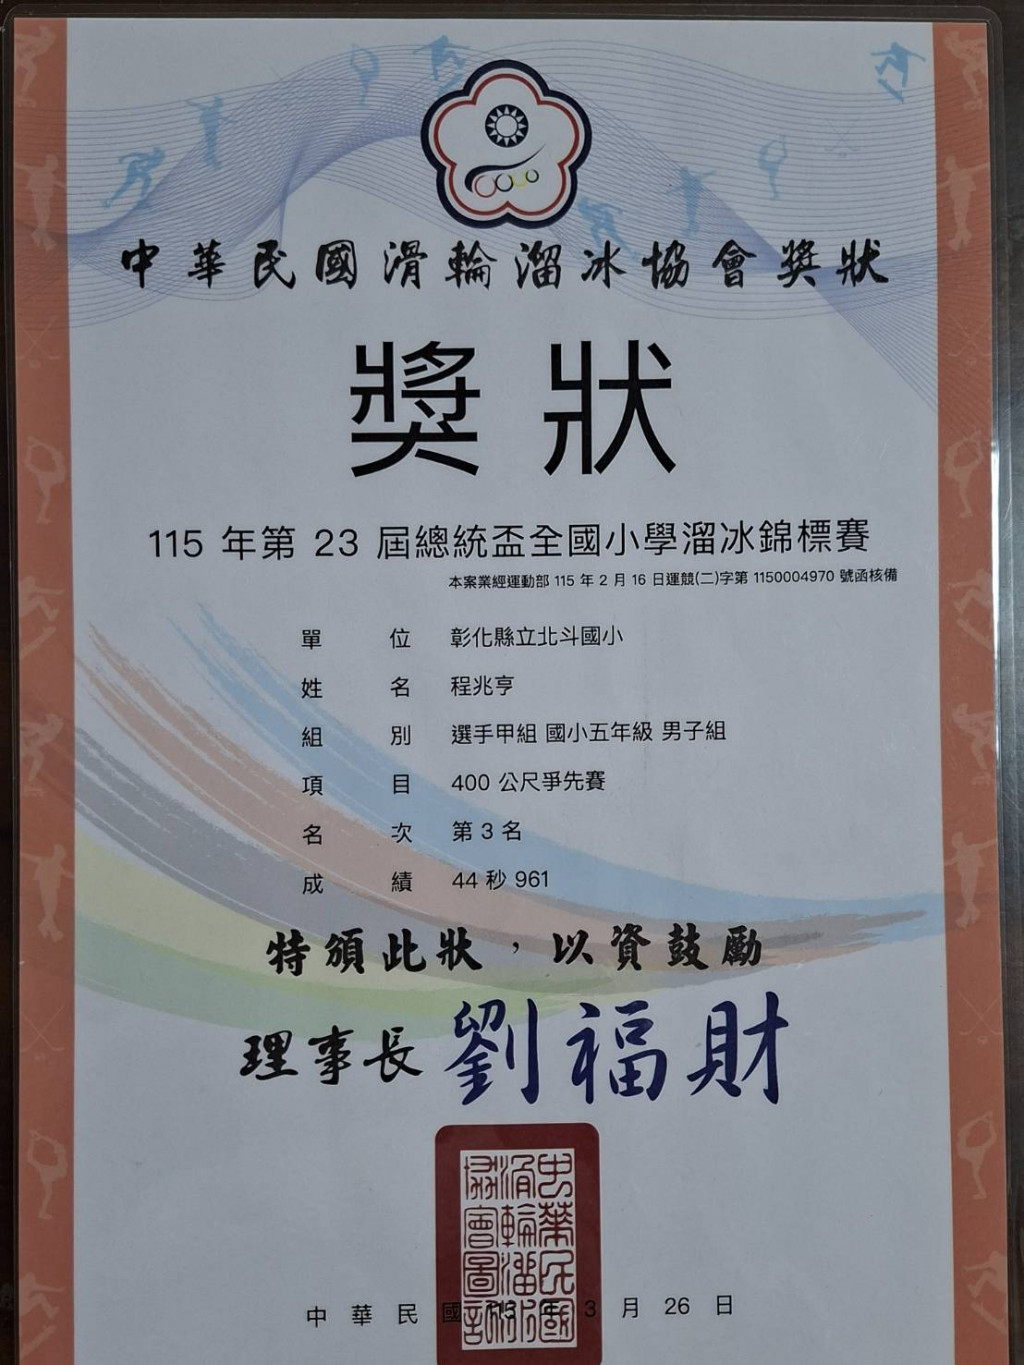 中華民國滑輪溜冰協會獎狀
獎狀
115 年第 23 屆總統盃全國小學溜冰錦標賽
本案業經運動部 115 年 2 月 16 日運競(二)字第 1150004970 號函核備
單位 彰化縣立北斗國小
姓名 程兆亨
組別 選手甲組 國小五年級 男子組
項目 400 公尺爭先賽
名次 第 3 名
成績 44 秒 961
特頒此狀,以資鼓勵
理事長 劉福財
中華民國滑輪溜冰協會圖記
中華民國 115 年 3 月 26 日